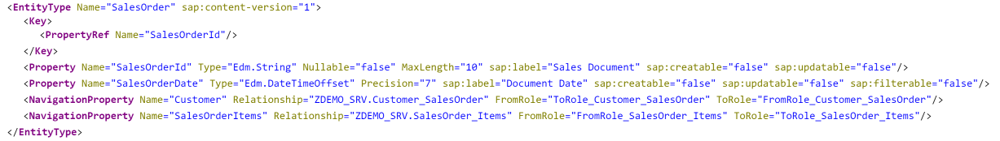 <EntityType Name="SalesOrder" sap:content-version="1">
<Key>
<PropertyRef Name="SalesOrderId"/>
</Key>
<Property Name="SalesOrderId" Type="Edm.String" Nullable="false" MaxLength="10" sap:label="Sales Document" sap:creatable="false" sap:updatable="false"/>
<Property Name="SalesOrderDate" Type="Edm.DateTimeOffset" Precision="7" sap:label="Document Date" sap:creatable="false" sap:updatable="false" sap:filterable="false"/>
<NavigationProperty Name="Customer" Relationship="ZDEMO_SRV.Customer_SalesOrder" FromRole="ToRole_Customer_SalesOrder" ToRole="FromRole_Customer_SalesOrder"/>
<NavigationProperty Name="SalesOrderItems" Relationship="ZDEMO_SRV.SalesOrder_Items" FromRole="FromRole_SalesOrder_Items" ToRole="ToRole_SalesOrder_Items"/>
</EntityType>